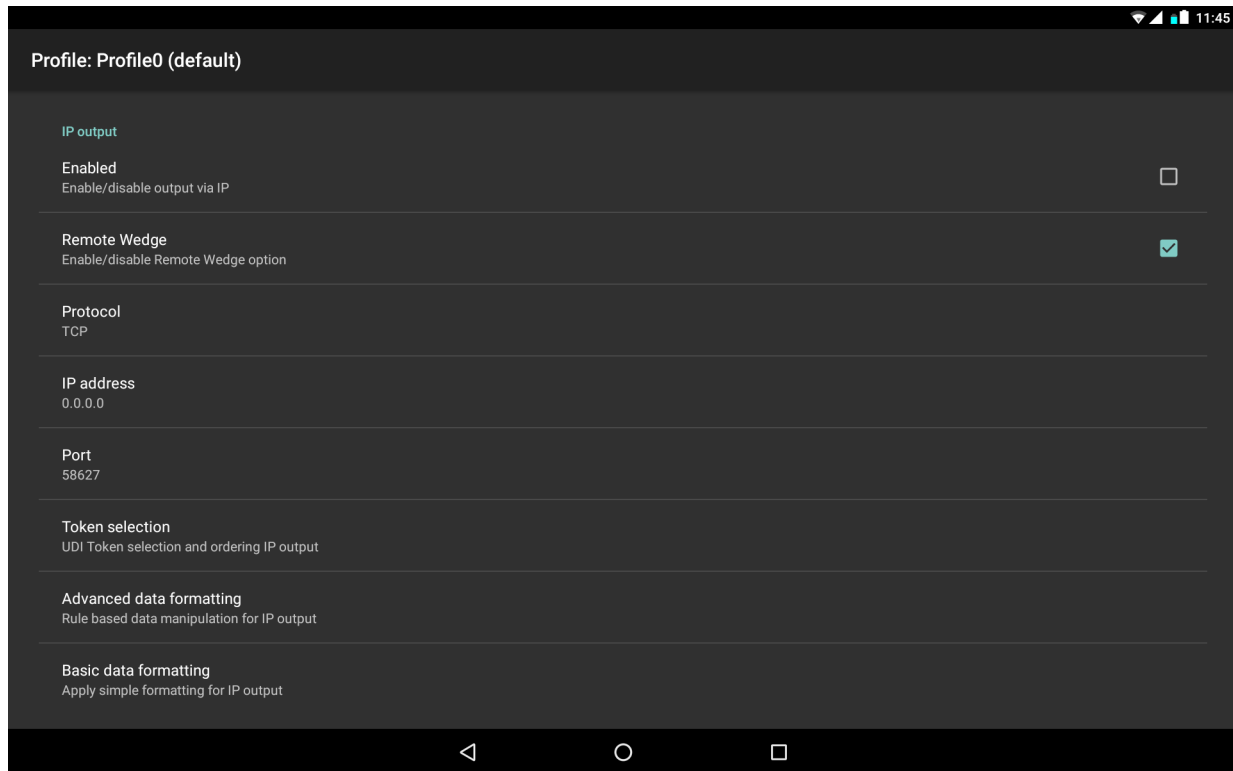 11:45
Profile: Profile0 (default)
IP output
Enabled
Enable/disable output via IP
Remote Wedge
Enable/disable Remote Wedge option
Protocol
TCP
IP address
0.0.0.0
Port
58627
Token selection
UDI Token selection and ordering IP output
Advanced data formatting
Rule based data manipulation for IP output
Basic data formatting
Apply simple formatting for IP output